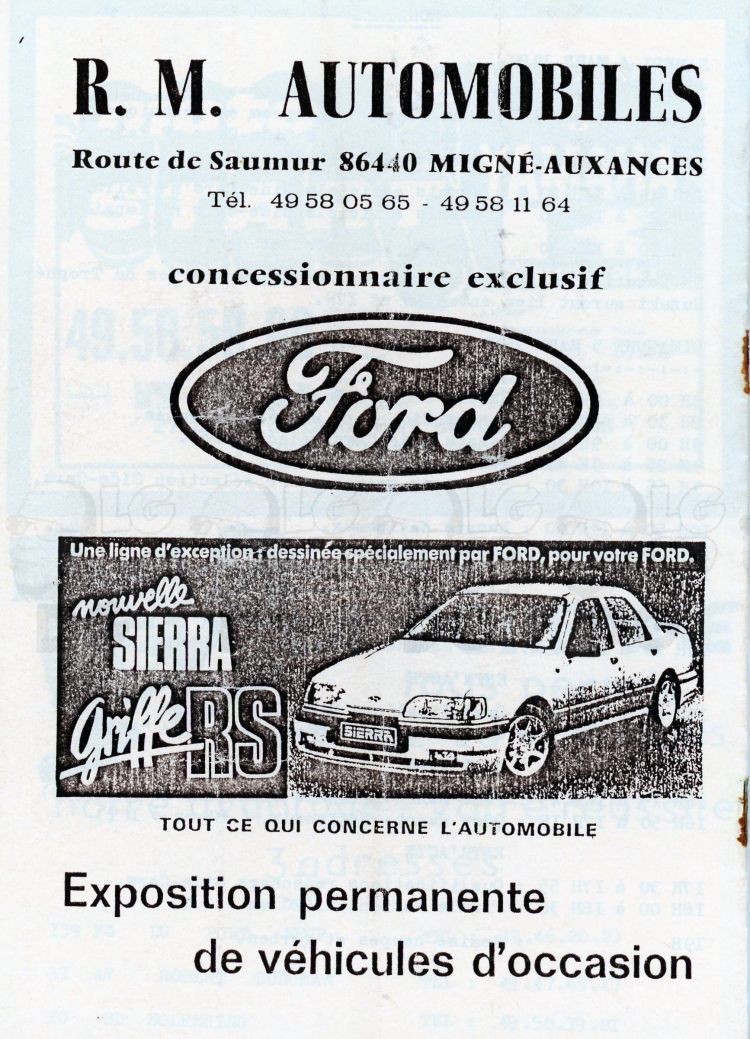 R. M. AUTOMOBILES
Route de Saumur 86440 MIGNÉ-AUXANCES
Tél. 49 58 05 65 - 49 58 11 64
concessionnaire exclusif
Ford
Une ligne d'exception : dessinée spécialement par FORD, pour votre FORD.
nouvelle
SIERRA
Griffe RS
SIERRA
TOUT CE QUI CONCERNE L'AUTOMOBILE
Exposition permanente
de véhicules d'occasion